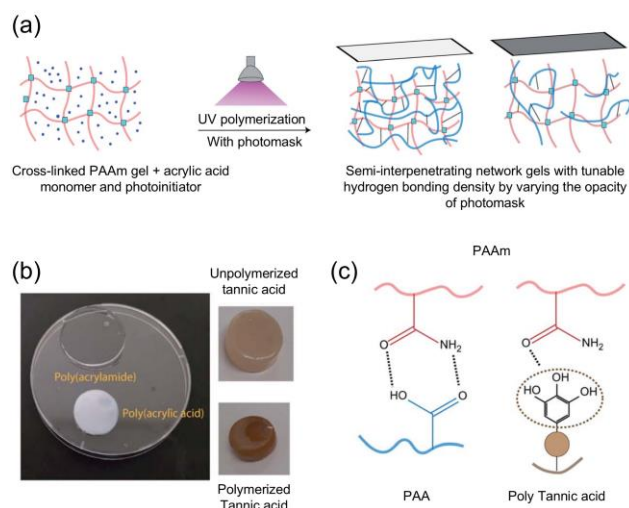 (a)
UV polymerization
With photomask
Cross-linked PAAm gel + acrylic acid
monomer and photoinitiator
Semi-interpenetrating network gels with tunable
hydrogen bonding density by varying the opacity
of photomask
(b)
Unpolymerized
tannic acid
Poly(acrylamide)
Poly(acrylic acid)
Polymerized
Tannic acid
(c)
PAAm
O
NH2
HO
O
PAA
O
OH
HO
OH
Poly Tannic acid